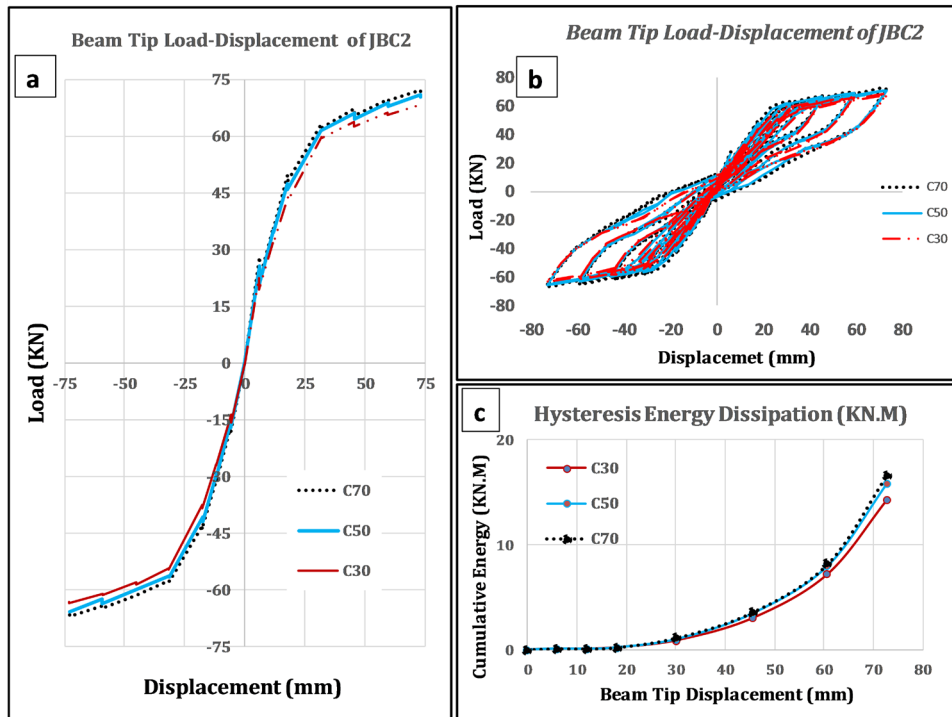 a
Beam Tip Load-Displacement of JBC2
75
60
45
30
15
0
-75 -50 -25 0 25 50 75
-15
-30
-45
-60
-75
Load (KN)
Displacement (mm)
C70
C50
C30
b
Beam Tip Load-Displacement of JBC2
80
60
40
20
0
-20
-40
-60
-80
-80 -60 -40 -20 0 20 40 60 80
Load (KN)
Displacemet (mm)
C70
C50
C30
c
Hysteresis Energy Dissipation (KN.M)
20
10
0
0 10 20 30 40 50 60 70 80
Cumulative Energy (KN.M)
Beam Tip Displacement (mm)
C30
C50
C70